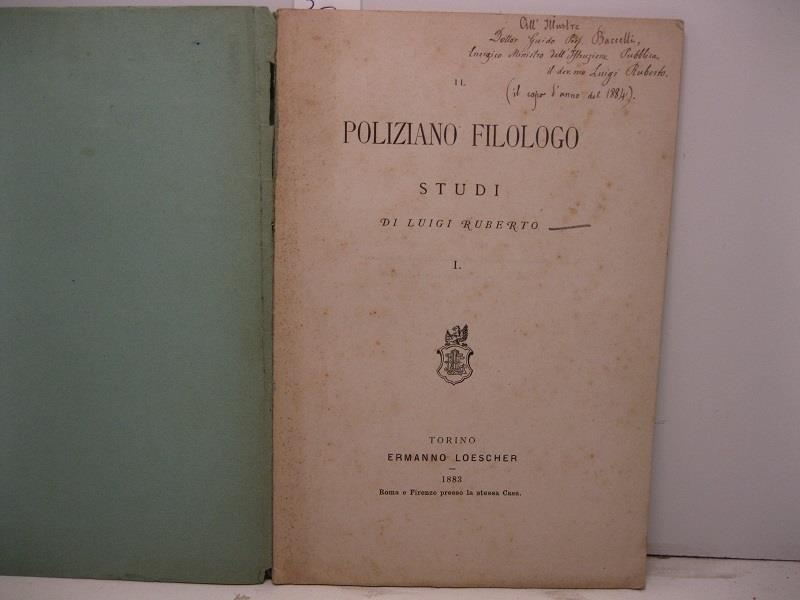 All' Illustre
Dottor Guido Prof. Baccelli,
Energico Ministro dell'Istruzione Pubblica
il dev.mo Luigi Ruberto.
(il capo d'anno del 1884).
IL
POLIZIANO FILOLOGO
STUDI
DI LUIGI RUBERTO
I.
TORINO
ERMANNO LOESCHER
1883
Roma e Firenze presso la stessa Casa.